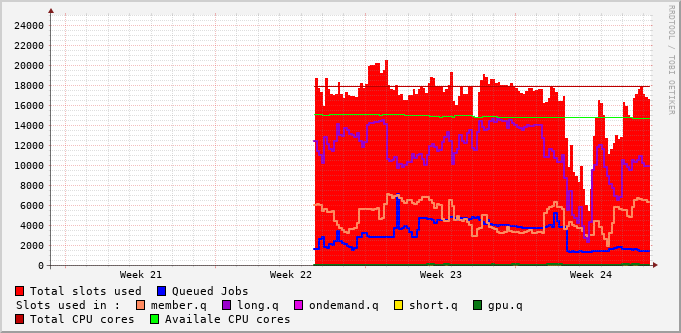 24000
22000
20000
18000
16000
14000
12000
10000
8000
6000
4000
2000
0
Week 21 Week 22 Week 23 Week 24
RRDTOOL / TOBI OETIKER
Total slots used Queued Jobs
Slots used in : member.q long.q ondemand.q short.q gpu.q
Total CPU cores Availale CPU cores